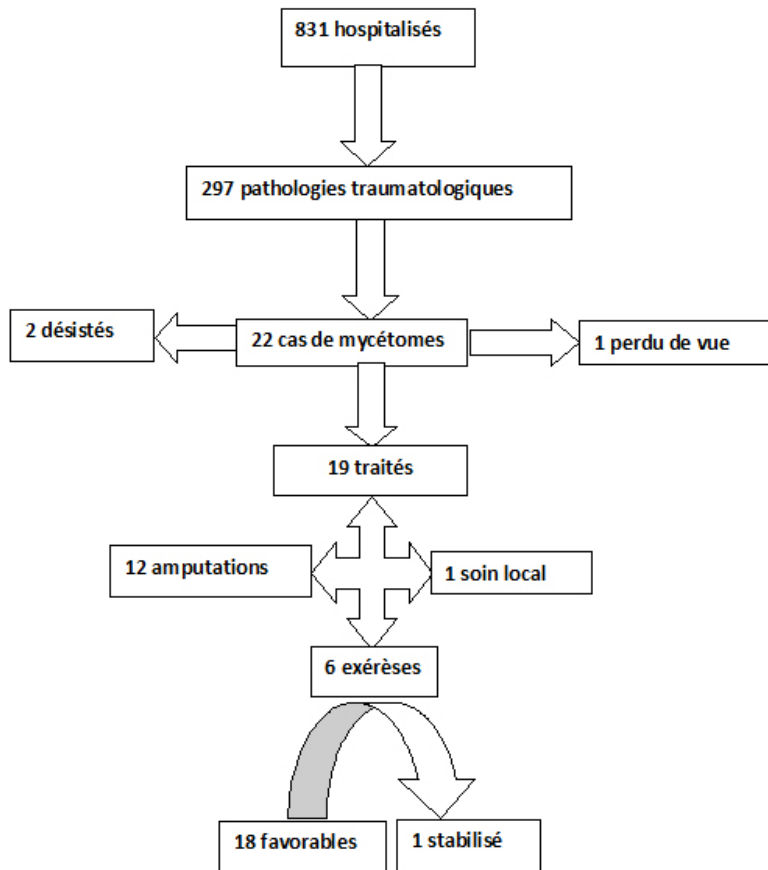 831 hospitalisés
297 pathologies traumatologiques
2 désistés
22 cas de mycétomes
1 perdu de vue
19 traités
12 amputations
1 soin local
6 exérèses
18 favorables
1 stabilisé